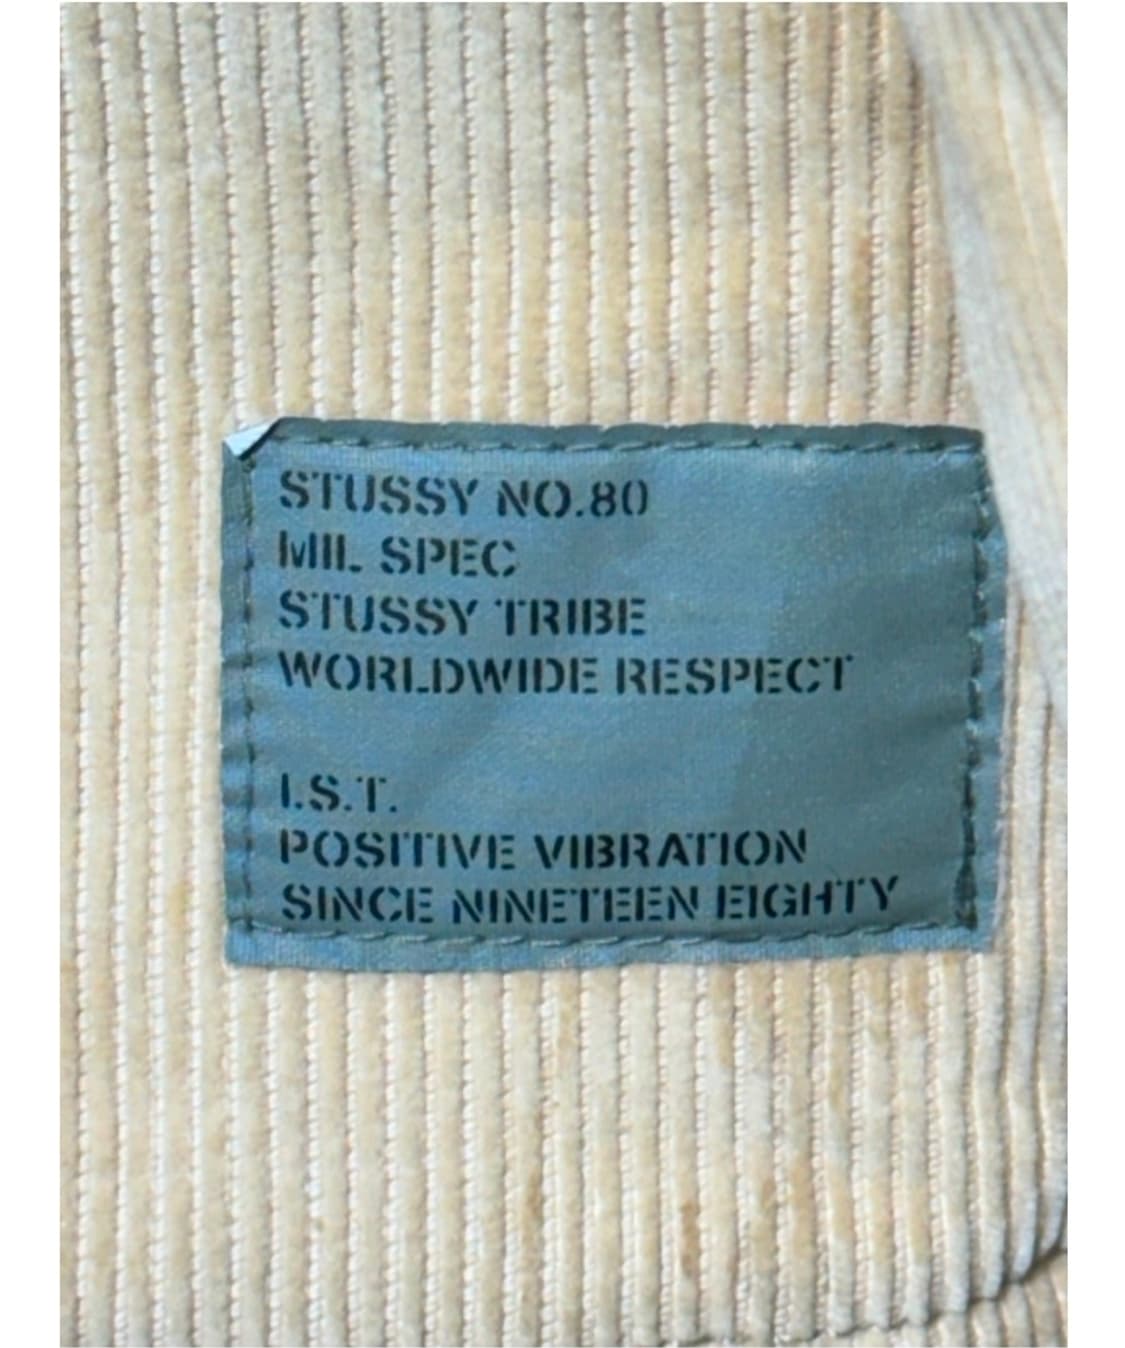 STUSSY NO.80
MIL SPEC
STUSSY TRIBE
WORLDWIDE RESPECT
I.S.T.
POSITIVE VIBRATION
SINCE NINETEEN EIGHTY